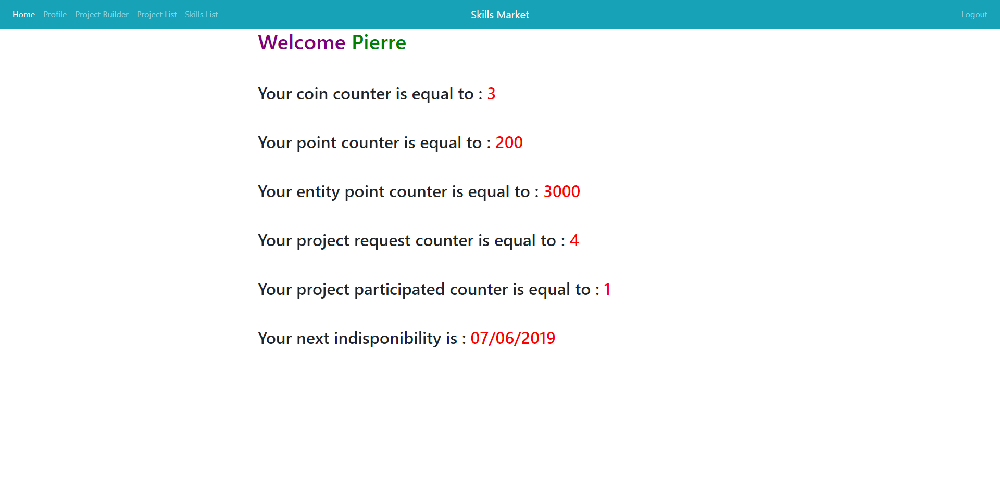 Home Profile Project Builder Project List Skills List Skills Market Logout
Welcome Pierre
Your coin counter is equal to : 3
Your point counter is equal to : 200
Your entity point counter is equal to : 3000
Your project request counter is equal to : 4
Your project participated counter is equal to : 1
Your next indisponibility is : 07/06/2019